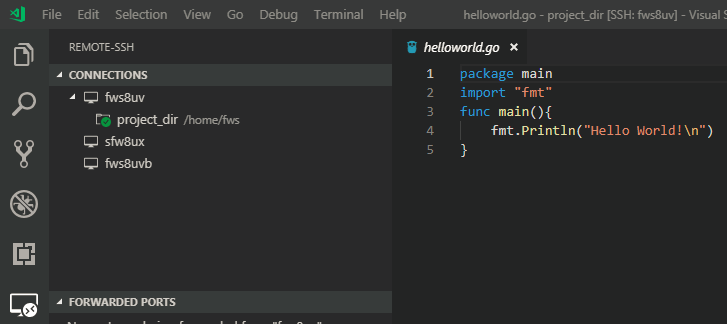 File Edit Selection View Go Debug Terminal Help helloworld.go - project_dir [SSH: fws8uv] - Visual
REMOTE-SSH
CONNECTIONS
fws8uv
project_dir /home/fws
sfw8ux
fws8uvb
FORWARDED PORTS
helloworld.go ×
1 package main
2 import "fmt"
3 func main(){
4 fmt.Println("Hello World!\n")
5 }